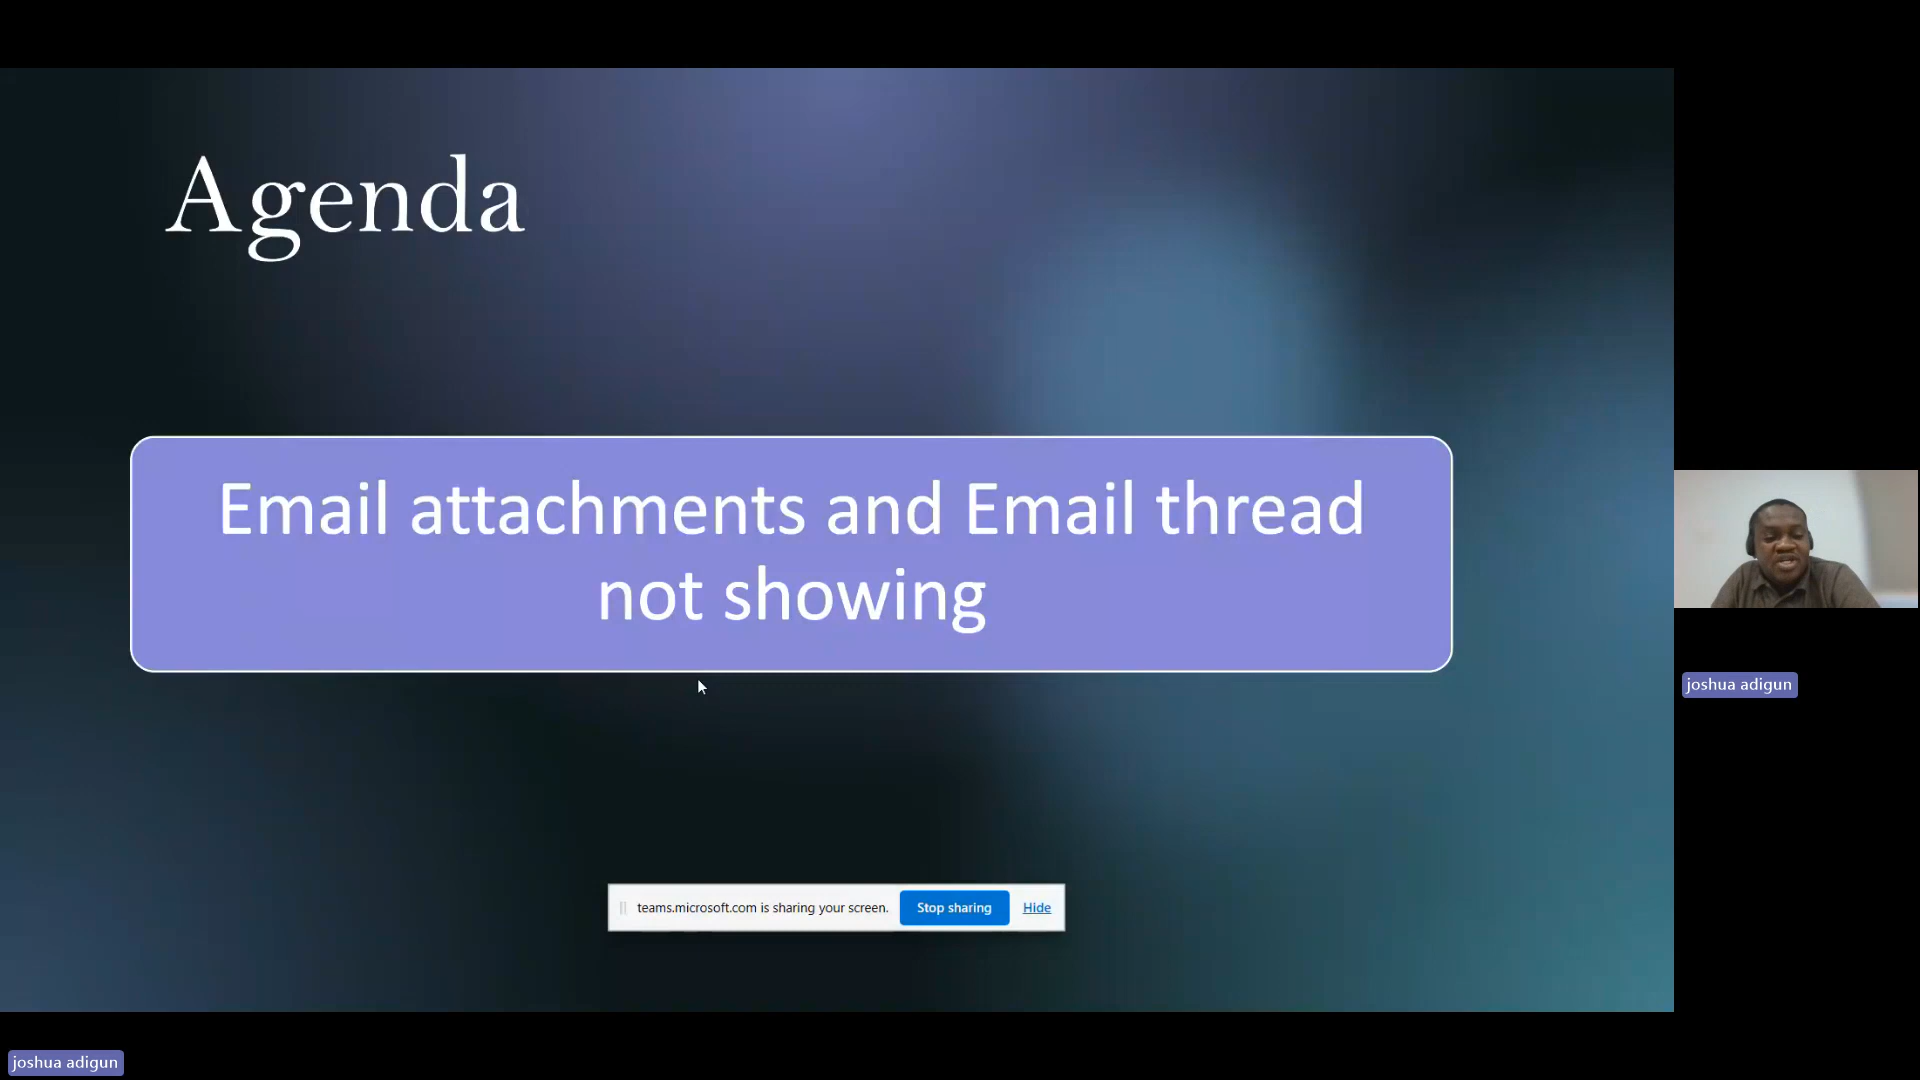 Agenda
Email attachments and Email thread
not showing
teams.microsoft.com is sharing your screen. Stop sharing Hide
joshua adigun
joshua adigun